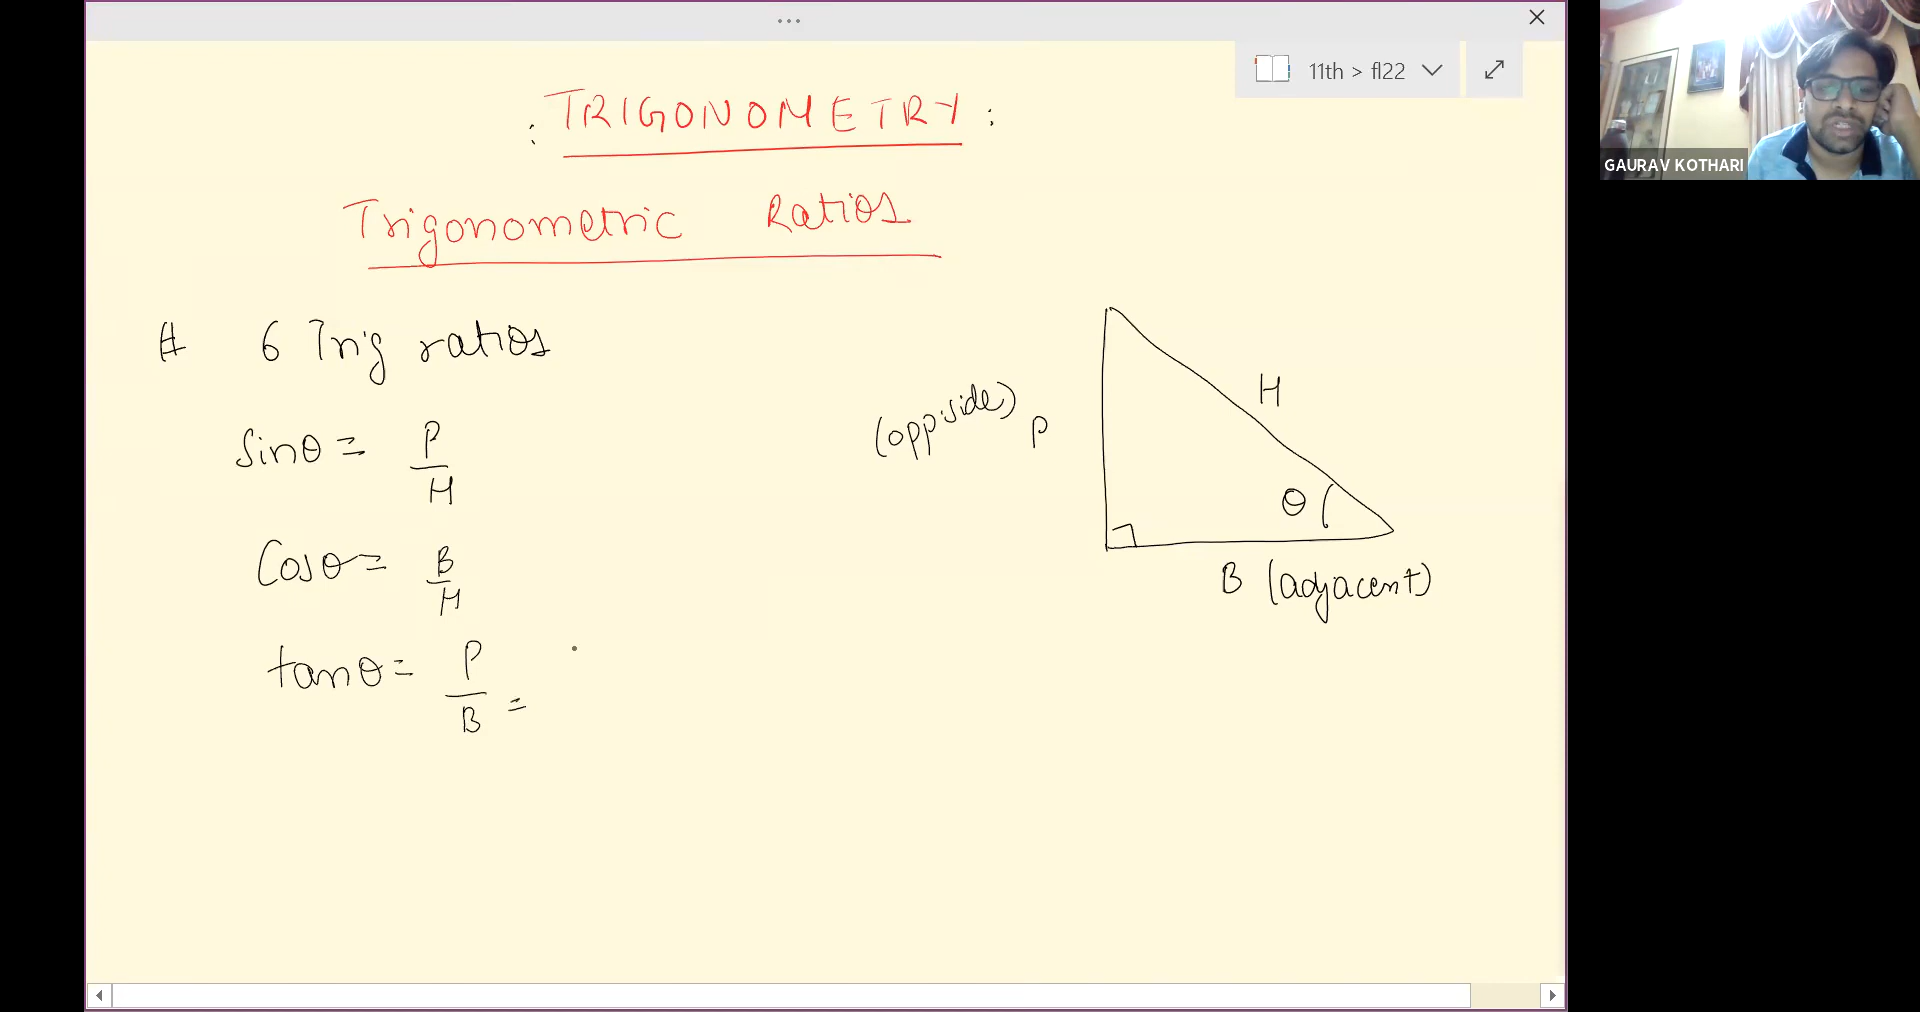 11th > fl22
: TRIGONOMETRY :
Trigonometric Ratios
GAURAV KOTHARI
# 6 Trig ratios
sinθ = P/H
Cosθ = B/H
tanθ = P/B =
(opp. side) P
H
θ
B (adjacent)